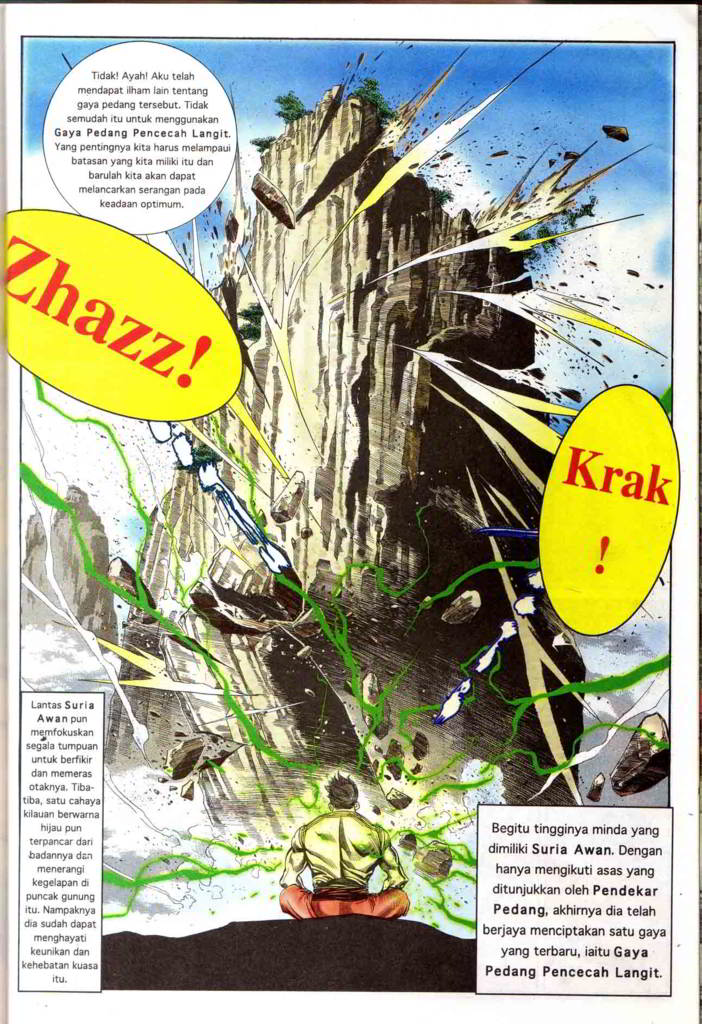 Tidak! Ayah! Aku telah
mendapat ilham lain tentang
gaya pedang tersebut. Tidak
semudah itu untuk menggunakan
Gaya Pedang Pencecah Langit.
Yang pentingnya kita harus melampaui
batasan yang kita miliki itu dan
barulah kita akan dapat
melancarkan serangan pada
keadaan optimum.
Zhazz!
Krak
!
Lantas Suria
Awan pun
memfokuskan
segala tumpuan
untuk berfikir
dan memeras
otaknya. Tiba-
tiba, satu cahaya
kilauan berwarna
hijau pun
terpancar dari
badannya dan
menerangi
kegelapan di
puncak gunung
itu. Nampaknya
dia sudah dapat
menghayati
keunikan dan
kehebatan kuasa
itu.
Begitu tingginya minda yang
dimiliki Suria Awan. Dengan
hanya mengikuti asas yang
ditunjukkan oleh Pendekar
Pedang, akhirnya dia telah
berjaya menciptakan satu gaya
yang terbaru, iaitu Gaya
Pedang Pencecah Langit.